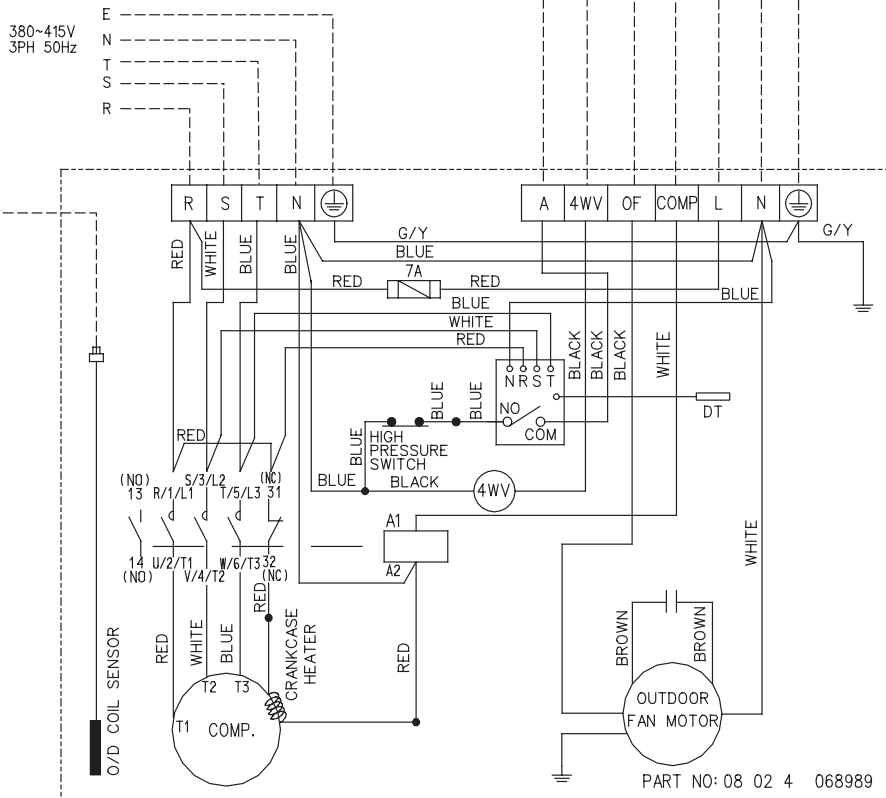 E
380~415V
3PH 50Hz
N
T
S
R
R S T N
A 4WV OF COMP L N
G/Y
G/Y
BLUE
RED
WHITE
BLUE
BLUE
7A
RED
RED
BLUE
BLUE
WHITE
RED
BLACK
BLACK
BLACK
WHITE
N R S T
NO
COM
DT
BLUE
BLUE
HIGH
PRESSURE
SWITCH
BLUE
RED
BLUE
BLACK
4WV
(NO)
13
R/1/L1
S/3/L2
T/5/L3
(NC)
31
A1
A2
14
(NO)
U/2/T1
V/4/T2
W/6/T3
32
(NC)
RED
WHITE
RED
WHITE
BLUE
CRANKCASE
HEATER
RED
BROWN
BROWN
O/D COIL SENSOR
T1
T2
T3
COMP.
OUTDOOR
FAN MOTOR
PART NO: 08 02 4 068989